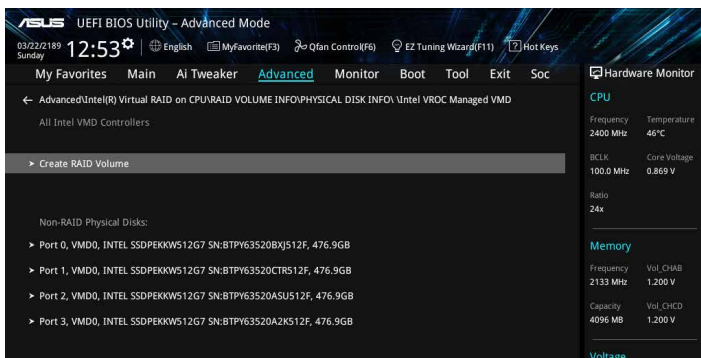 ASUS UEFI BIOS Utility – Advanced Mode
03/22/2189 Sunday 12:53 English MyFavorite(F3) Qfan Control(F6) EZ Tuning Wizard(F11) ? Hot Keys
My Favorites Main Ai Tweaker Advanced Monitor Boot Tool Exit Soc
← Advanced\Intel(R) Virtual RAID on CPU\RAID VOLUME INFO\PHYSICAL DISK INFO\ \Intel VROC Managed VMD
All Intel VMD Controllers
> Create RAID Volume
Non-RAID Physical Disks:
> Port 0, VMD0, INTEL SSDPEKKW512G7 SN:BTPY63520BXJ512F, 476.9GB
> Port 1, VMD0, INTEL SSDPEKKW512G7 SN:BTPY63520CTR512F, 476.9GB
> Port 2, VMD0, INTEL SSDPEKKW512G7 SN:BTPY63520ASU512F, 476.9GB
> Port 3, VMD0, INTEL SSDPEKKW512G7 SN:BTPY63520A2K512F, 476.9GB
Hardware Monitor
CPU
Frequency Temperature
2400 MHz 46°C
BCLK Core Voltage
100.0 MHz 0.869 V
Ratio
24x
Memory
Frequency Vol_CHAB
2133 MHz 1.200 V
Capacity Vol_CHCD
4096 MB 1.200 V
Voltage